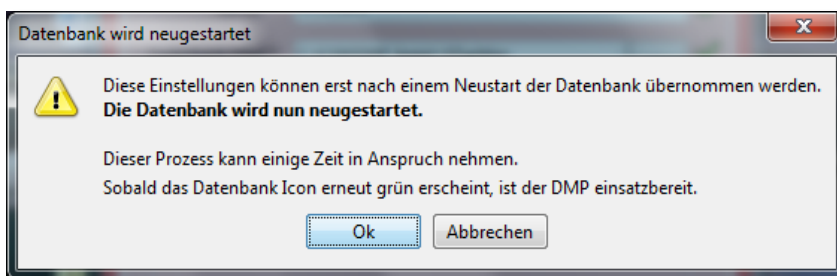 Datenbank wird neugestartet
Diese Einstellungen können erst nach einem Neustart der Datenbank übernommen werden.
Die Datenbank wird nun neugestartet.
Dieser Prozess kann einige Zeit in Anspruch nehmen.
Sobald das Datenbank Icon erneut grün erscheint, ist der DMP einsatzbereit.
Ok Abbrechen